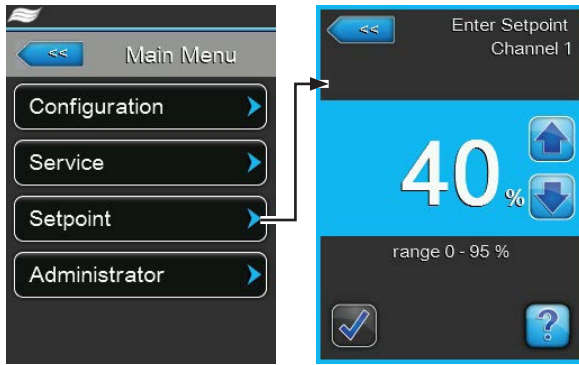 <<
Main Menu
Configuration
Service
Setpoint
Administrator
<<
Enter Setpoint
Channel 1
40 %
range 0 - 95 %
?